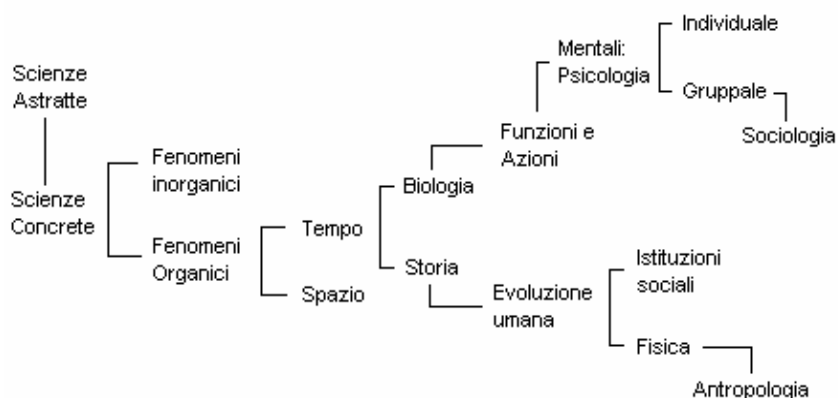 Scienze
Astratte
Scienze
Concrete
Fenomeni
inorganici
Fenomeni
Organici
Tempo
Spazio
Biologia
Storia
Funzioni e
Azioni
Evoluzione
umana
Mentali:
Psicologia
Individuale
Gruppale
Sociologia
Istituzioni
sociali
Fisica
Antropologia